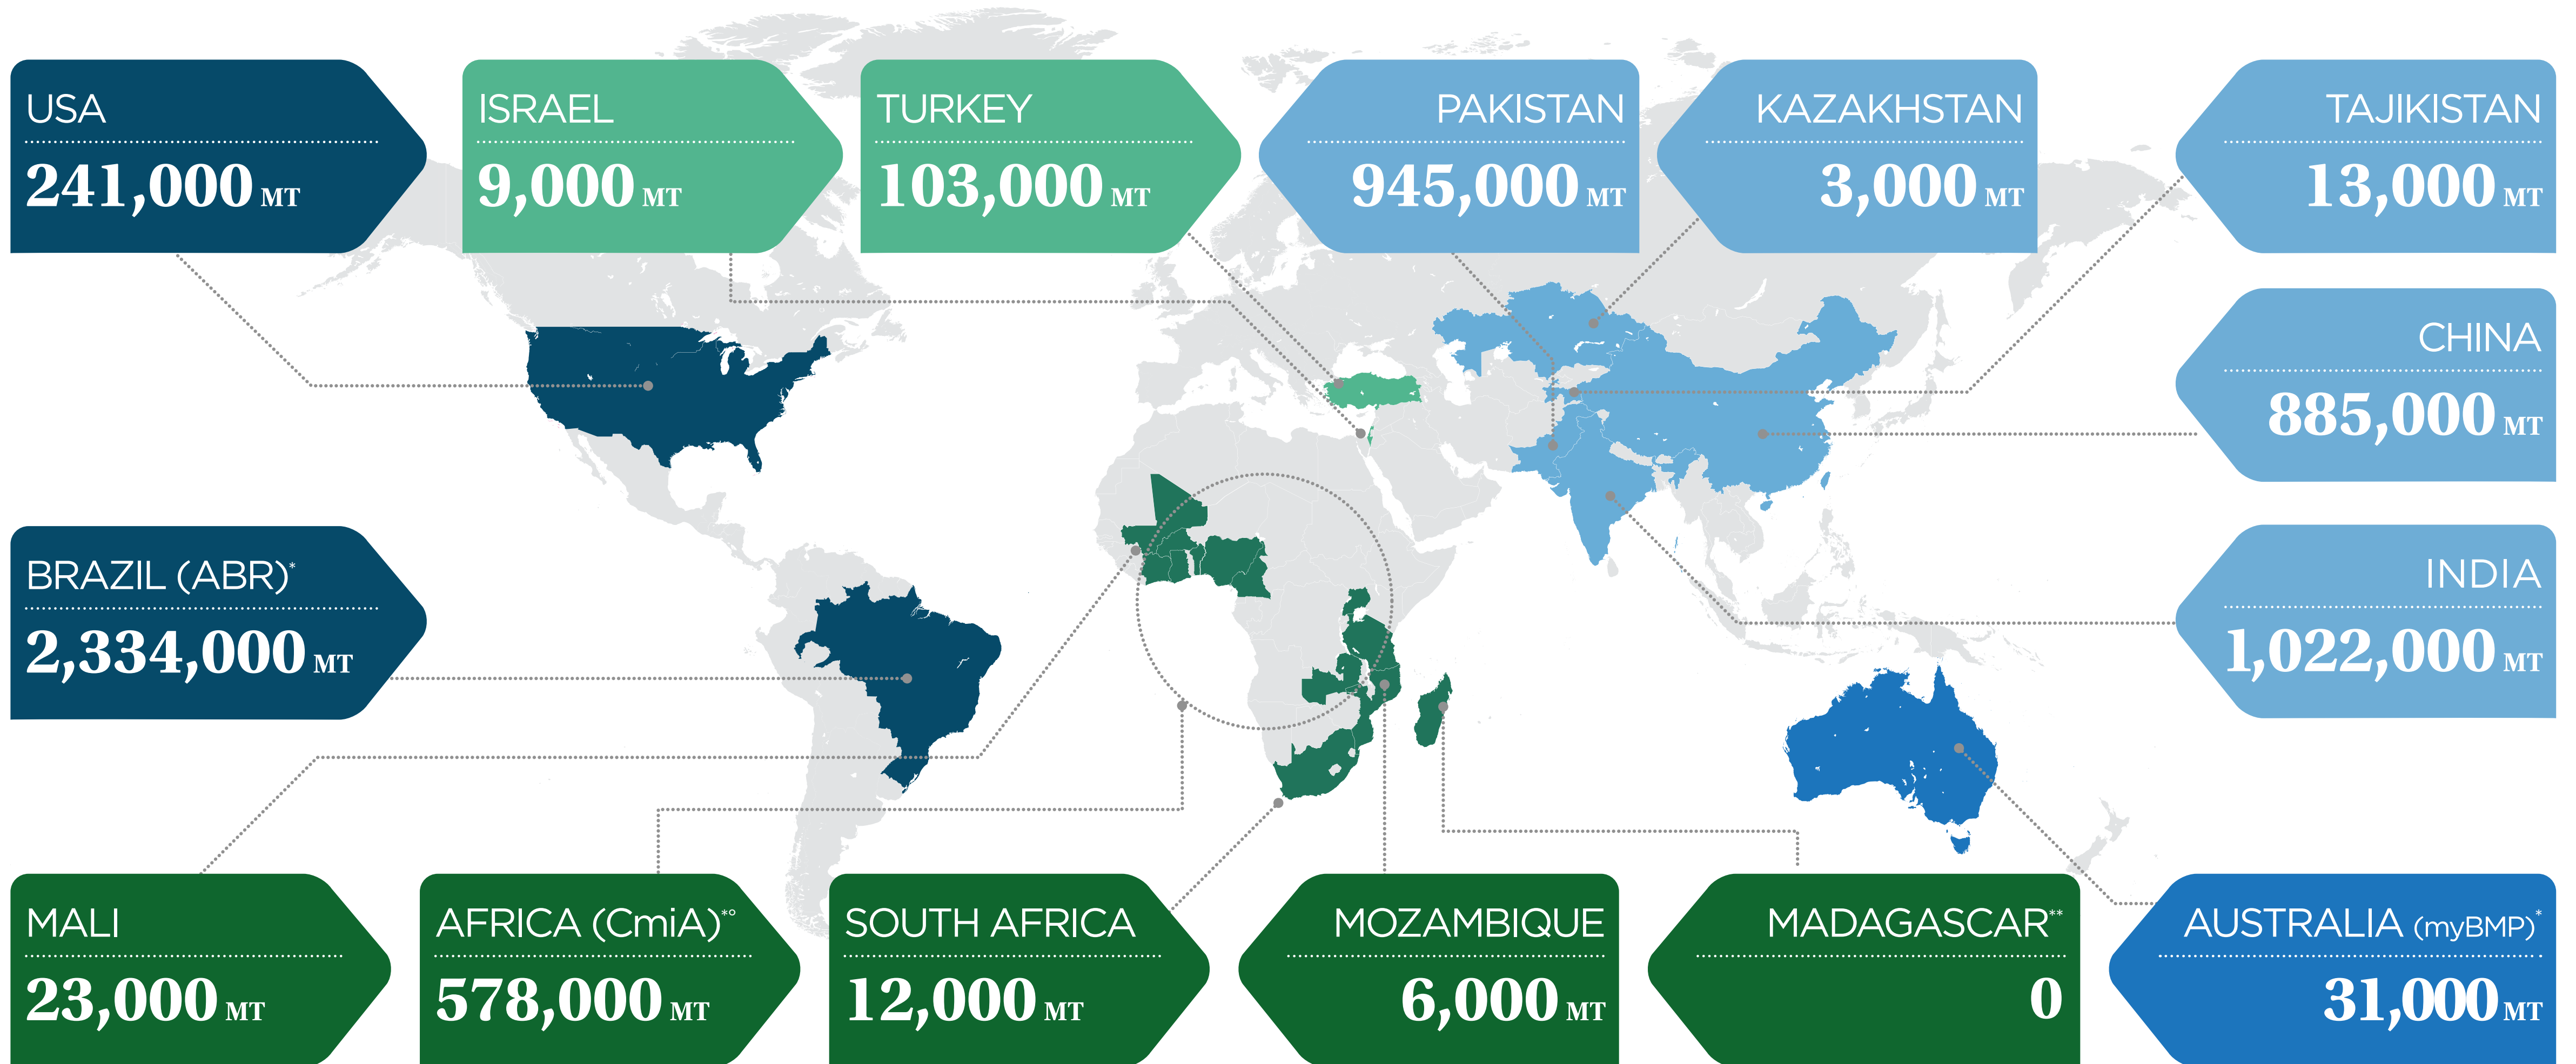 USA
241,000 MT
ISRAEL
9,000 MT
TURKEY
103,000 MT
PAKISTAN
945,000 MT
KAZAKHSTAN
3,000 MT
TAJIKISTAN
13,000 MT
CHINA
885,000 MT
BRAZIL (ABR)*
2,334,000 MT
INDIA
1,022,000 MT
MALI
23,000 MT
AFRICA (CmiA)*°
578,000 MT
SOUTH AFRICA
12,000 MT
MOZAMBIQUE
6,000 MT
MADAGASCAR**
0
AUSTRALIA (myBMP)*
31,000 MT